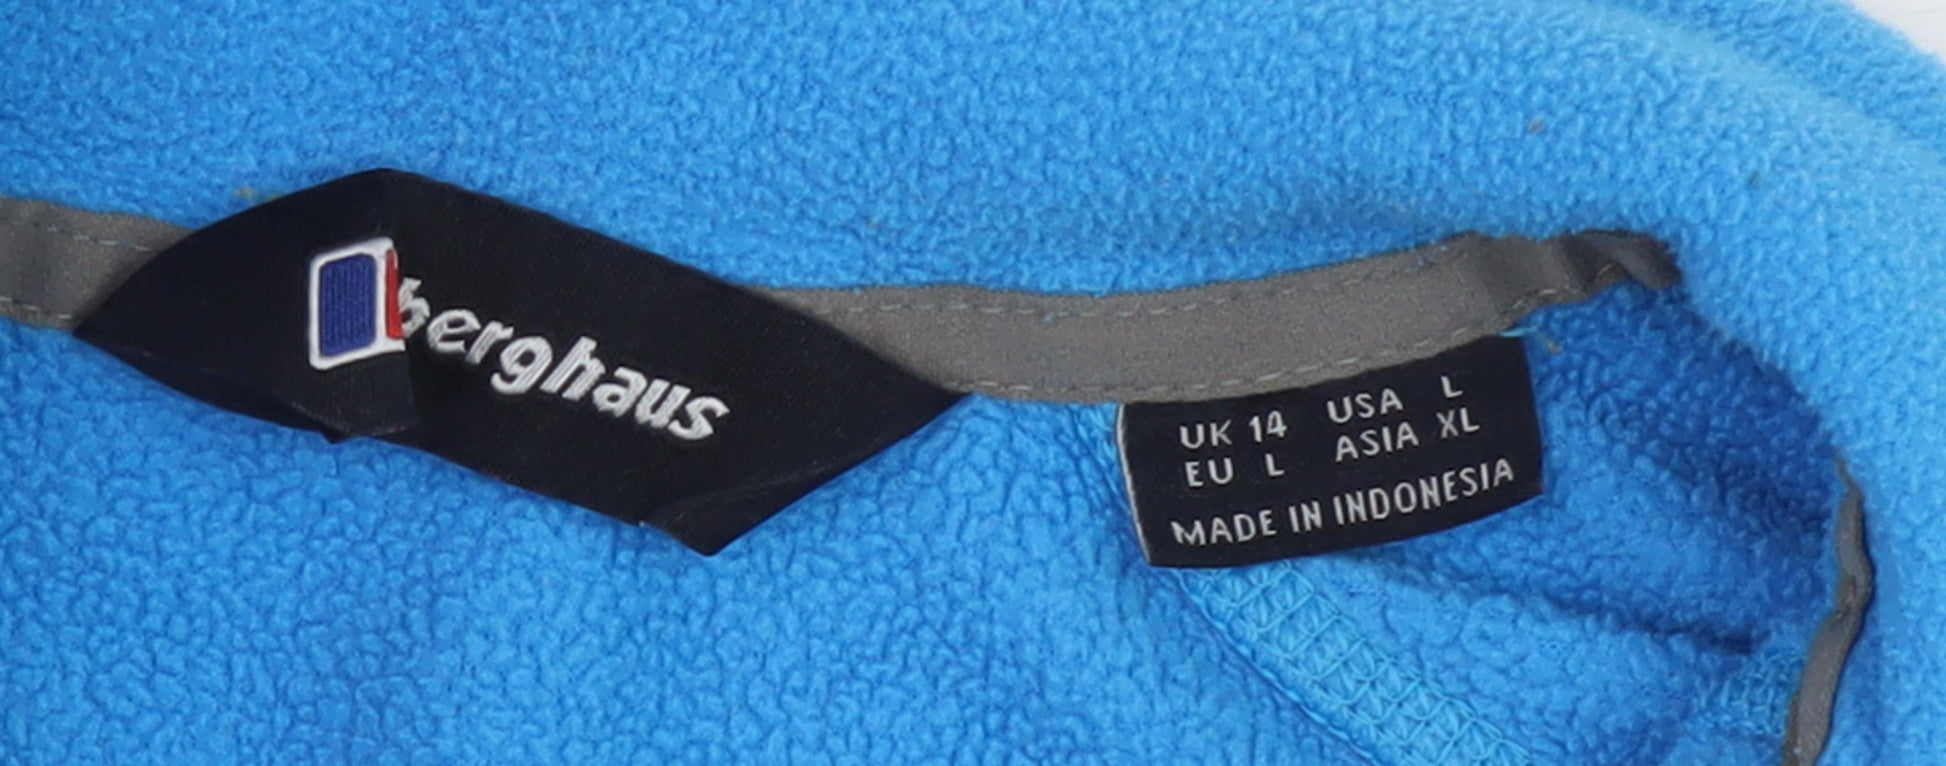 berghaus
UK 14 USA L
EU L ASIA XL
MADE IN INDONESIA